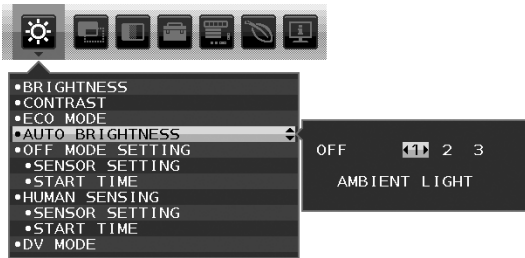 •BRIGHTNESS
•CONTRAST
•ECO MODE
•AUTO BRIGHTNESS
•OFF MODE SETTING
•SENSOR SETTING
•START TIME
•HUMAN SENSING
•SENSOR SETTING
•START TIME
•DV MODE
OFF 1 2 3
AMBIENT LIGHT